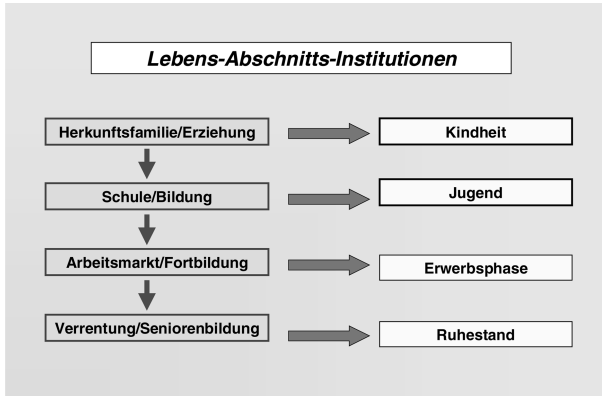 Lebens-Abschnitts-Institutionen
Herkunftsfamilie/Erziehung
Kindheit
Schule/Bildung
Jugend
Arbeitsmarkt/Fortbildung
Erwerbsphase
Verrentung/Seniorenbildung
Ruhestand